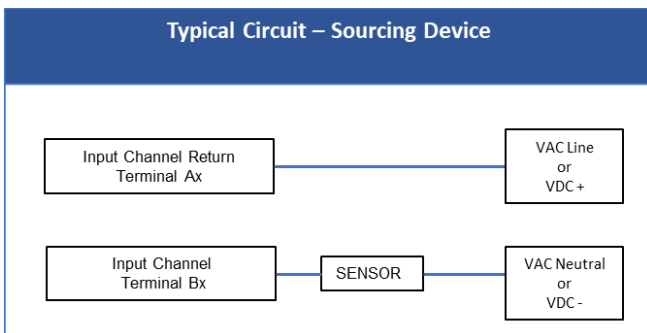 Typical Circuit – Sourcing Device
Input Channel Return
Terminal Ax
VAC Line
or
VDC +
Input Channel
Terminal Bx
SENSOR
VAC Neutral
or
VDC -